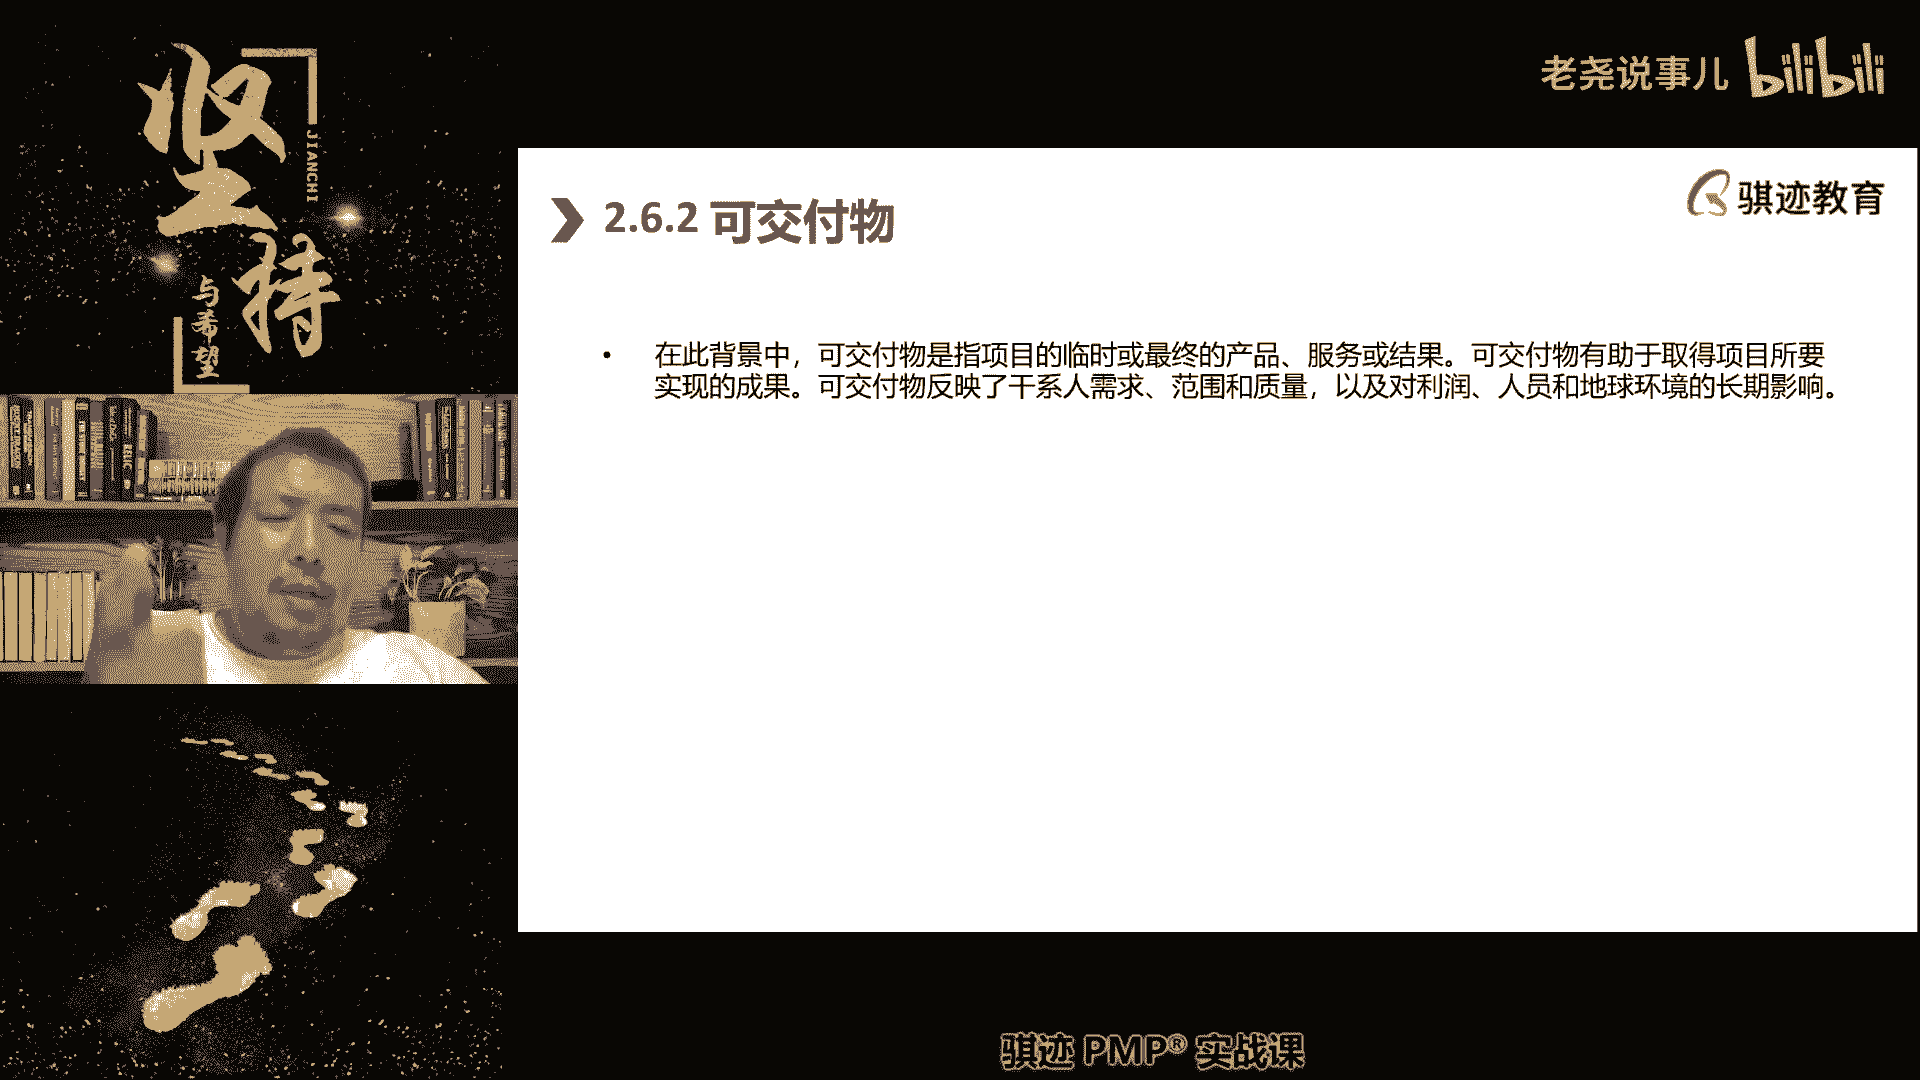 坚持
JIANCHI
与希望
老尧说事儿 bilibili
骐迹教育
2.6.2 可交付物
• 在此背景中，可交付物是指项目的临时或最终的产品、服务或结果。可交付物有助于取得项目所要
实现的成果。可交付物反映了干系人需求、范围和质量，以及对利润、人员和地球环境的长期影响。
骐迹 PMP® 实战课